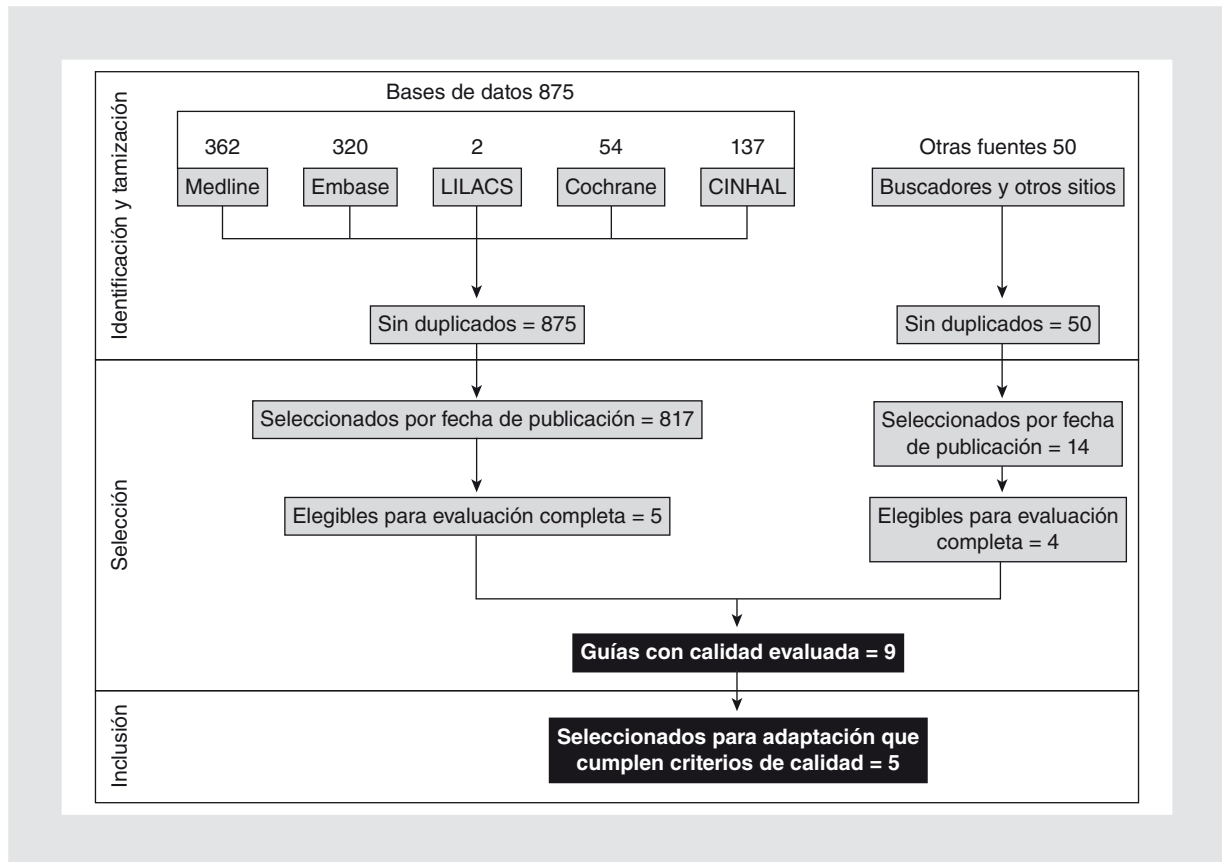 Identificación y tamización
Bases de datos 875
362
320
2
54
137
Medline
Embase
LILACS
Cochrane
CINHAL
Otras fuentes 50
Buscadores y otros sitios
Sin duplicados = 875
Sin duplicados = 50
Selección
Seleccionados por fecha de publicación = 817
Seleccionados por fecha
de publicación = 14
Elegibles para evaluación completa = 5
Elegibles para evaluación
completa = 4
Guías con calidad evaluada = 9
Inclusión
Seleccionados para adaptación que
cumplen criterios de calidad = 5